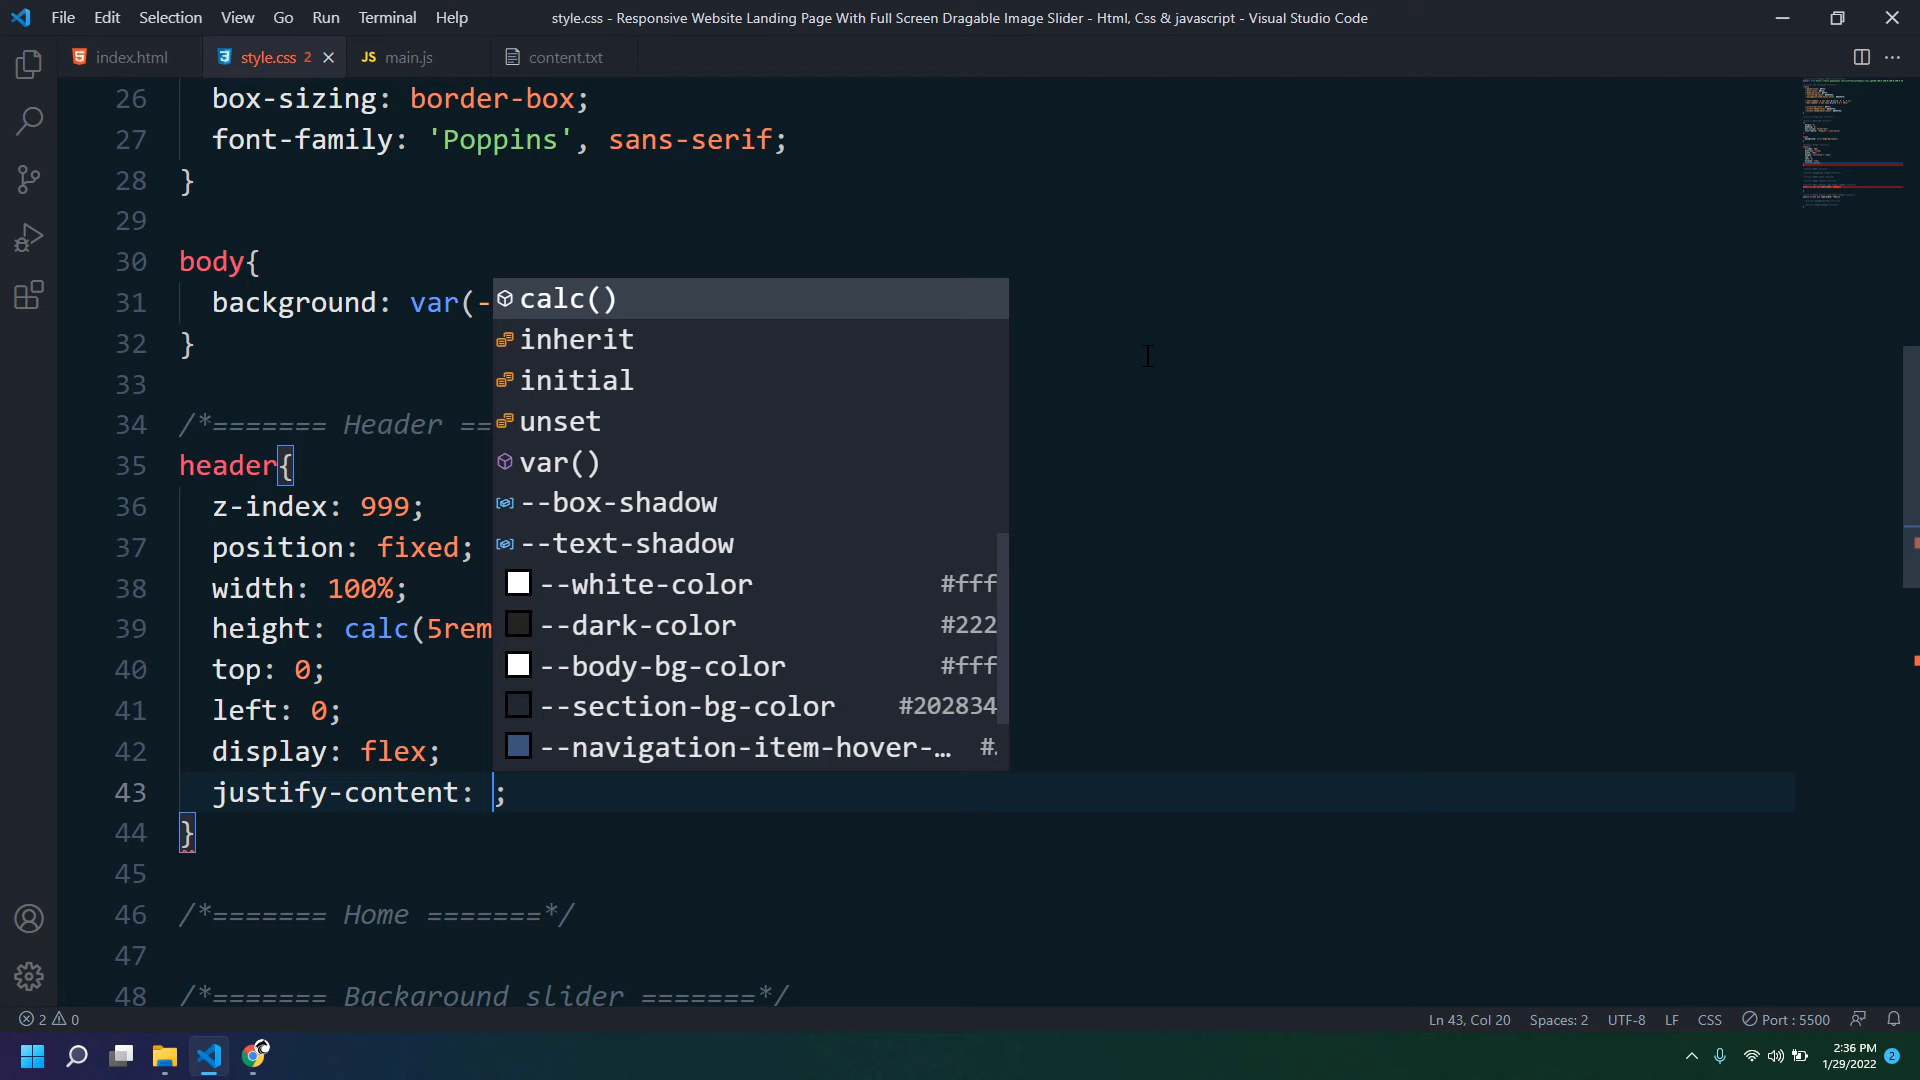 File Edit Selection View Go Run Terminal Help style.css - Responsive Website Landing Page With Full Screen Dragable Image Slider - Html, Css & javascript - Visual Studio Code
index.html style.css 2 JS main.js content.txt
26 box-sizing: border-box;
27 font-family: 'Poppins', sans-serif;
28 }
29
30 body{
31 background: var(-
32 }
33
34 /*======= Header ==
35 header{
36 z-index: 999;
37 position: fixed;
38 width: 100%;
39 height: calc(5rem
40 top: 0;
41 left: 0;
42 display: flex;
43 justify-content: ;
44 }
45
46 /*======= Home =======*/
47
48 /*======= Background slider =======*/
calc()
inherit
initial
unset
var()
--box-shadow
--text-shadow
--white-color #fff
--dark-color #222
--body-bg-color #fff
--section-bg-color #202834
--navigation-item-hover-… #.
2 0 Ln 43, Col 20 Spaces: 2 UTF-8 LF CSS Port : 5500
2:36 PM
1/29/2022 2